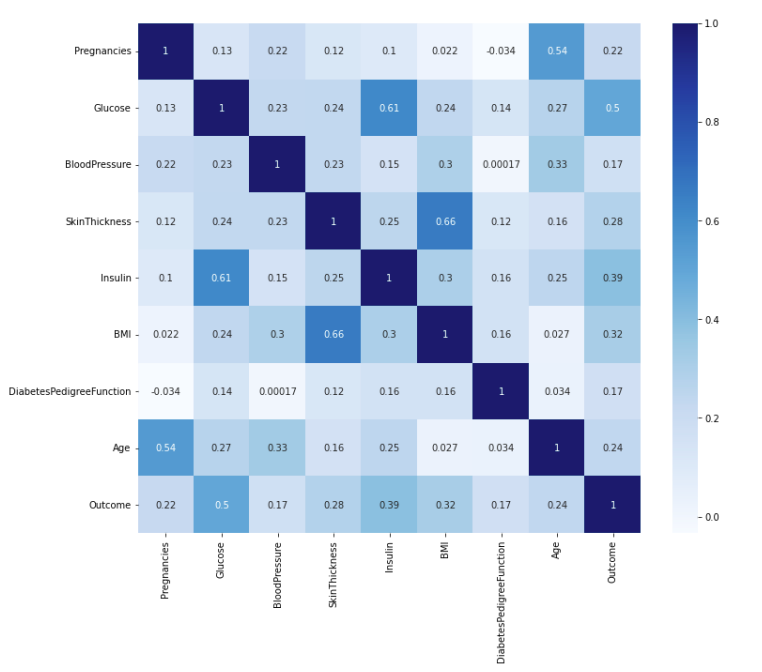 1.0
Pregnancies 1 0.13 0.22 0.12 0.1 0.022 -0.034 0.54 0.22
Glucose 0.13 1 0.23 0.24 0.61 0.24 0.14 0.27 0.5
0.8
BloodPressure 0.22 0.23 1 0.23 0.15 0.3 0.00017 0.33 0.17
SkinThickness 0.12 0.24 0.23 1 0.25 0.66 0.12 0.16 0.28
0.6
Insulin 0.1 0.61 0.15 0.25 1 0.3 0.16 0.25 0.39
0.4
BMI 0.022 0.24 0.3 0.66 0.3 1 0.16 0.027 0.32
DiabetesPedigreeFunction -0.034 0.14 0.00017 0.12 0.16 0.16 1 0.034 0.17
0.2
Age 0.54 0.27 0.33 0.16 0.25 0.027 0.034 1 0.24
Outcome 0.22 0.5 0.17 0.28 0.39 0.32 0.17 0.24 1
0.0
Pregnancies
Glucose
BloodPressure
SkinThickness
Insulin
BMI
DiabetesPedigreeFunction
Age
Outcome